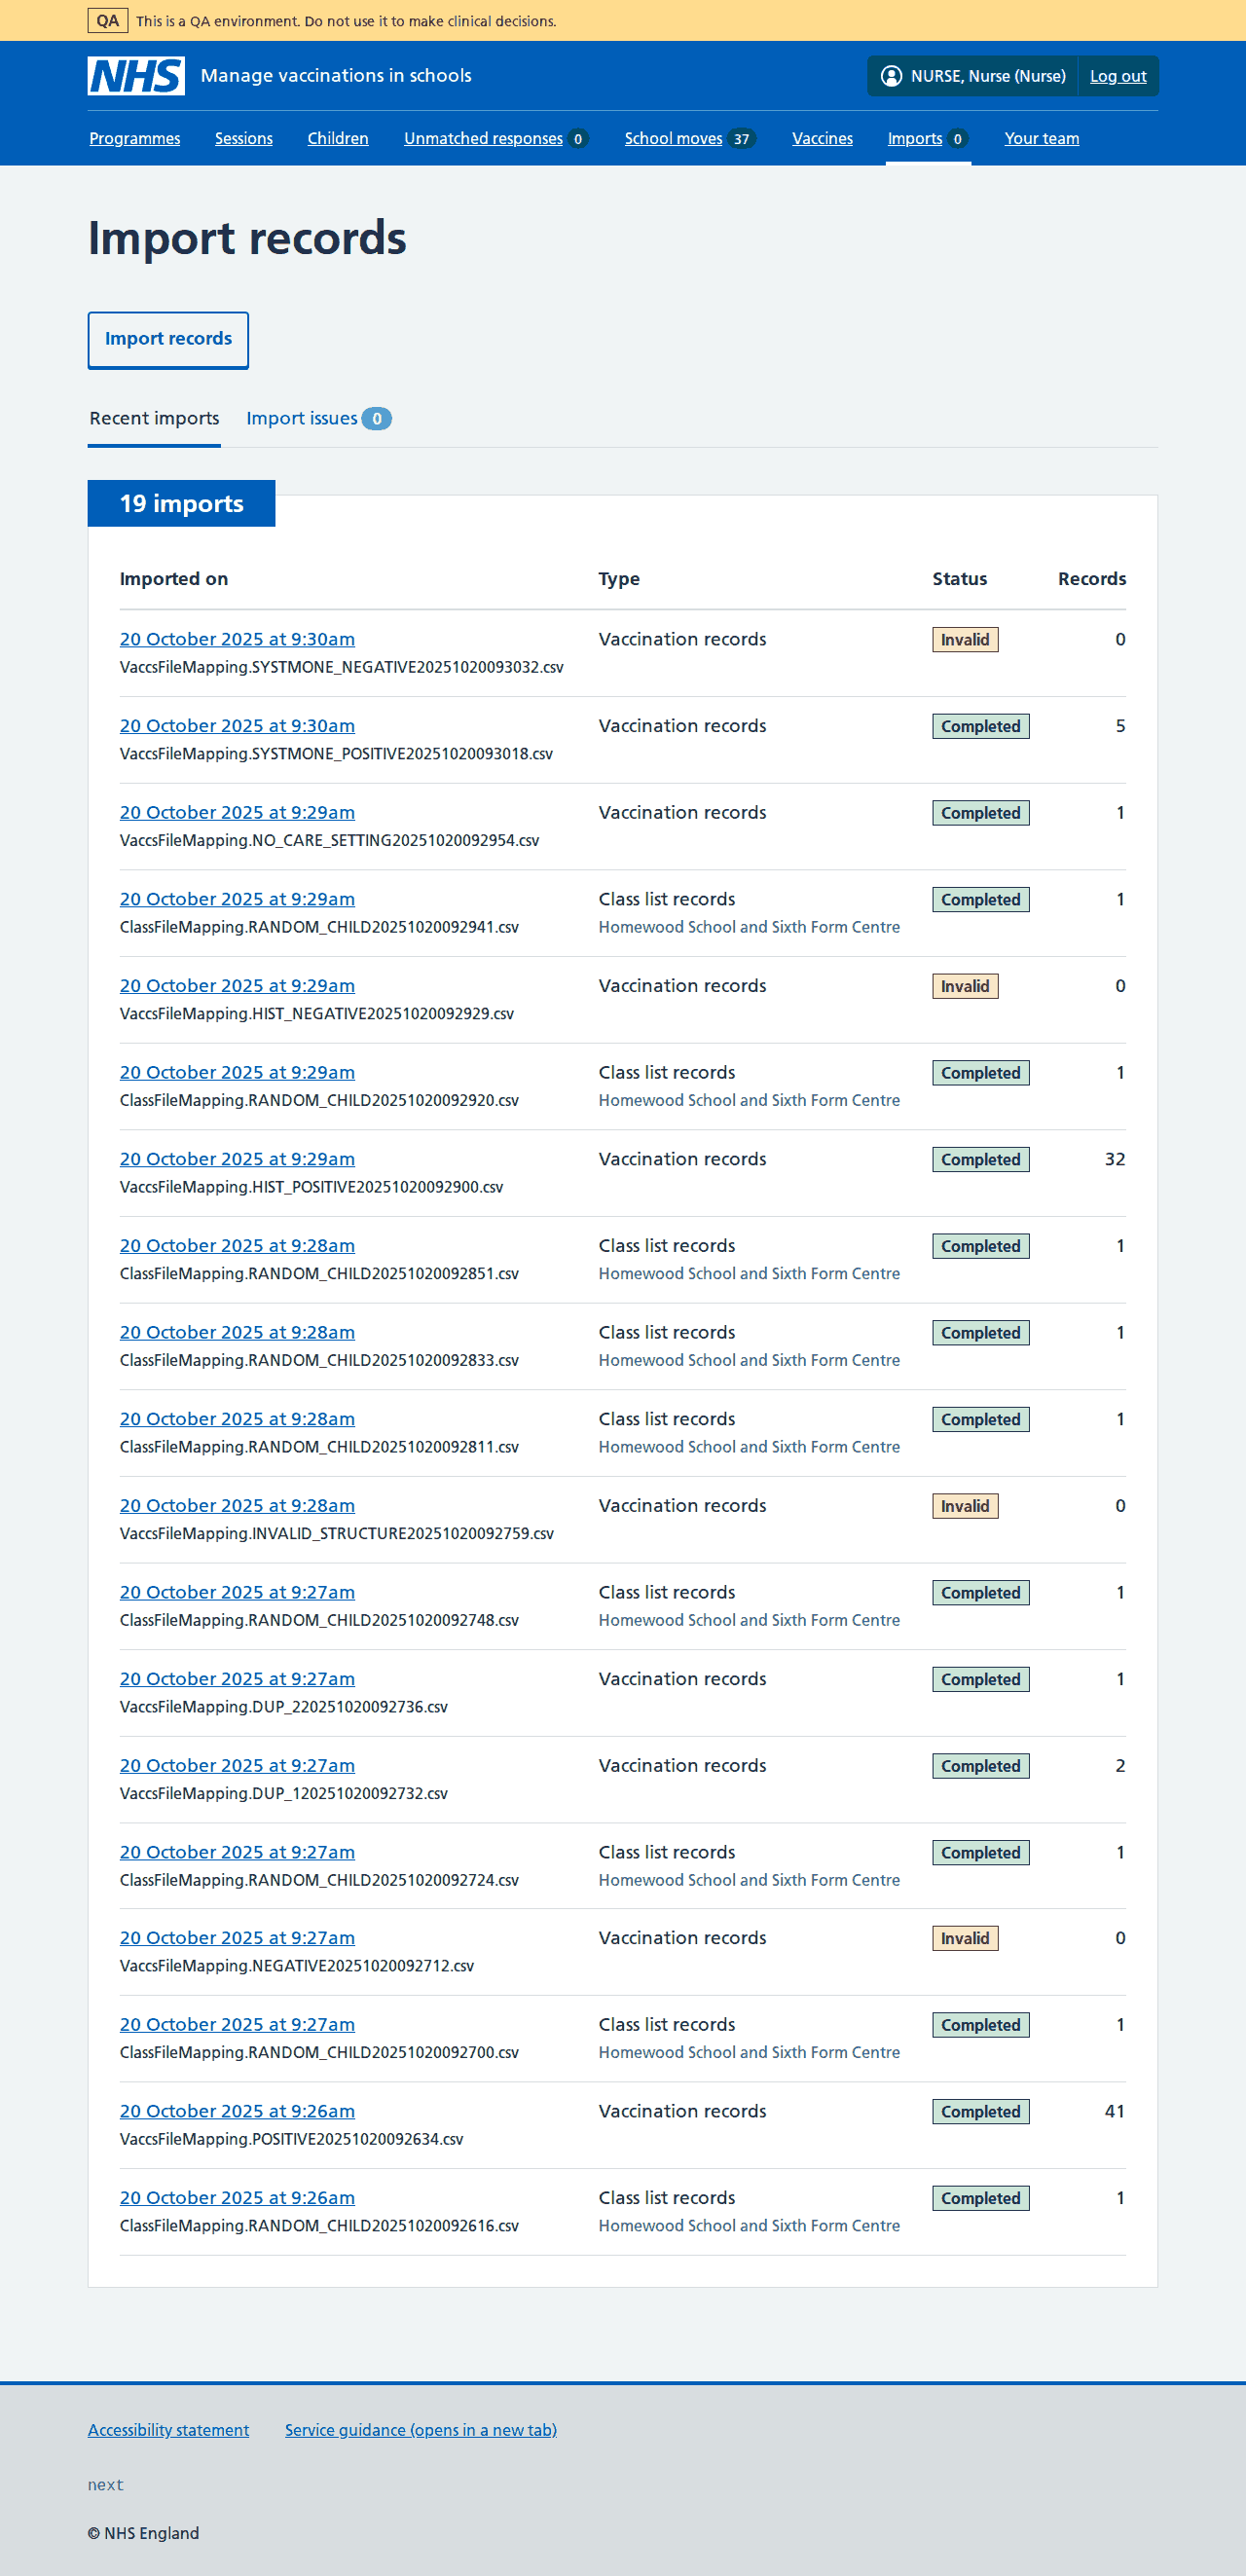 QA This is a QA environment. Do not use it to make clinical decisions.
NHS Manage vaccinations in schools NURSE, Nurse (Nurse) Log out
Programmes Sessions Children Unmatched responses 0 School moves 37 Vaccines Imports 0 Your team
Import records
Import records
Recent imports Import issues 0
19 imports
Imported on Type Status Records
20 October 2025 at 9:30am Vaccination records Invalid 0
VaccsFileMapping.SYSTMONE_NEGATIVE20251020093032.csv
20 October 2025 at 9:30am Vaccination records Completed 5
VaccsFileMapping.SYSTMONE_POSITIVE20251020093018.csv
20 October 2025 at 9:29am Vaccination records Completed 1
VaccsFileMapping.NO_CARE_SETTING20251020092954.csv
20 October 2025 at 9:29am Class list records Completed 1
ClassFileMapping.RANDOM_CHILD20251020092941.csv Homewood School and Sixth Form Centre
20 October 2025 at 9:29am Vaccination records Invalid 0
VaccsFileMapping.HIST_NEGATIVE20251020092929.csv
20 October 2025 at 9:29am Class list records Completed 1
ClassFileMapping.RANDOM_CHILD20251020092920.csv Homewood School and Sixth Form Centre
20 October 2025 at 9:29am Vaccination records Completed 32
VaccsFileMapping.HIST_POSITIVE20251020092900.csv
20 October 2025 at 9:28am Class list records Completed 1
ClassFileMapping.RANDOM_CHILD20251020092851.csv Homewood School and Sixth Form Centre
20 October 2025 at 9:28am Class list records Completed 1
ClassFileMapping.RANDOM_CHILD20251020092833.csv Homewood School and Sixth Form Centre
20 October 2025 at 9:28am Class list records Completed 1
ClassFileMapping.RANDOM_CHILD20251020092811.csv Homewood School and Sixth Form Centre
20 October 2025 at 9:28am Vaccination records Invalid 0
VaccsFileMapping.INVALID_STRUCTURE20251020092759.csv
20 October 2025 at 9:27am Class list records Completed 1
ClassFileMapping.RANDOM_CHILD20251020092748.csv Homewood School and Sixth Form Centre
20 October 2025 at 9:27am Vaccination records Completed 1
VaccsFileMapping.DUP_220251020092736.csv
20 October 2025 at 9:27am Vaccination records Completed 2
VaccsFileMapping.DUP_120251020092732.csv
20 October 2025 at 9:27am Class list records Completed 1
ClassFileMapping.RANDOM_CHILD20251020092724.csv Homewood School and Sixth Form Centre
20 October 2025 at 9:27am Vaccination records Invalid 0
VaccsFileMapping.NEGATIVE20251020092712.csv
20 October 2025 at 9:27am Class list records Completed 1
ClassFileMapping.RANDOM_CHILD20251020092700.csv Homewood School and Sixth Form Centre
20 October 2025 at 9:26am Vaccination records Completed 41
VaccsFileMapping.POSITIVE20251020092634.csv
20 October 2025 at 9:26am Class list records Completed 1
ClassFileMapping.RANDOM_CHILD20251020092616.csv Homewood School and Sixth Form Centre
Accessibility statement Service guidance (opens in a new tab)
next
© NHS England